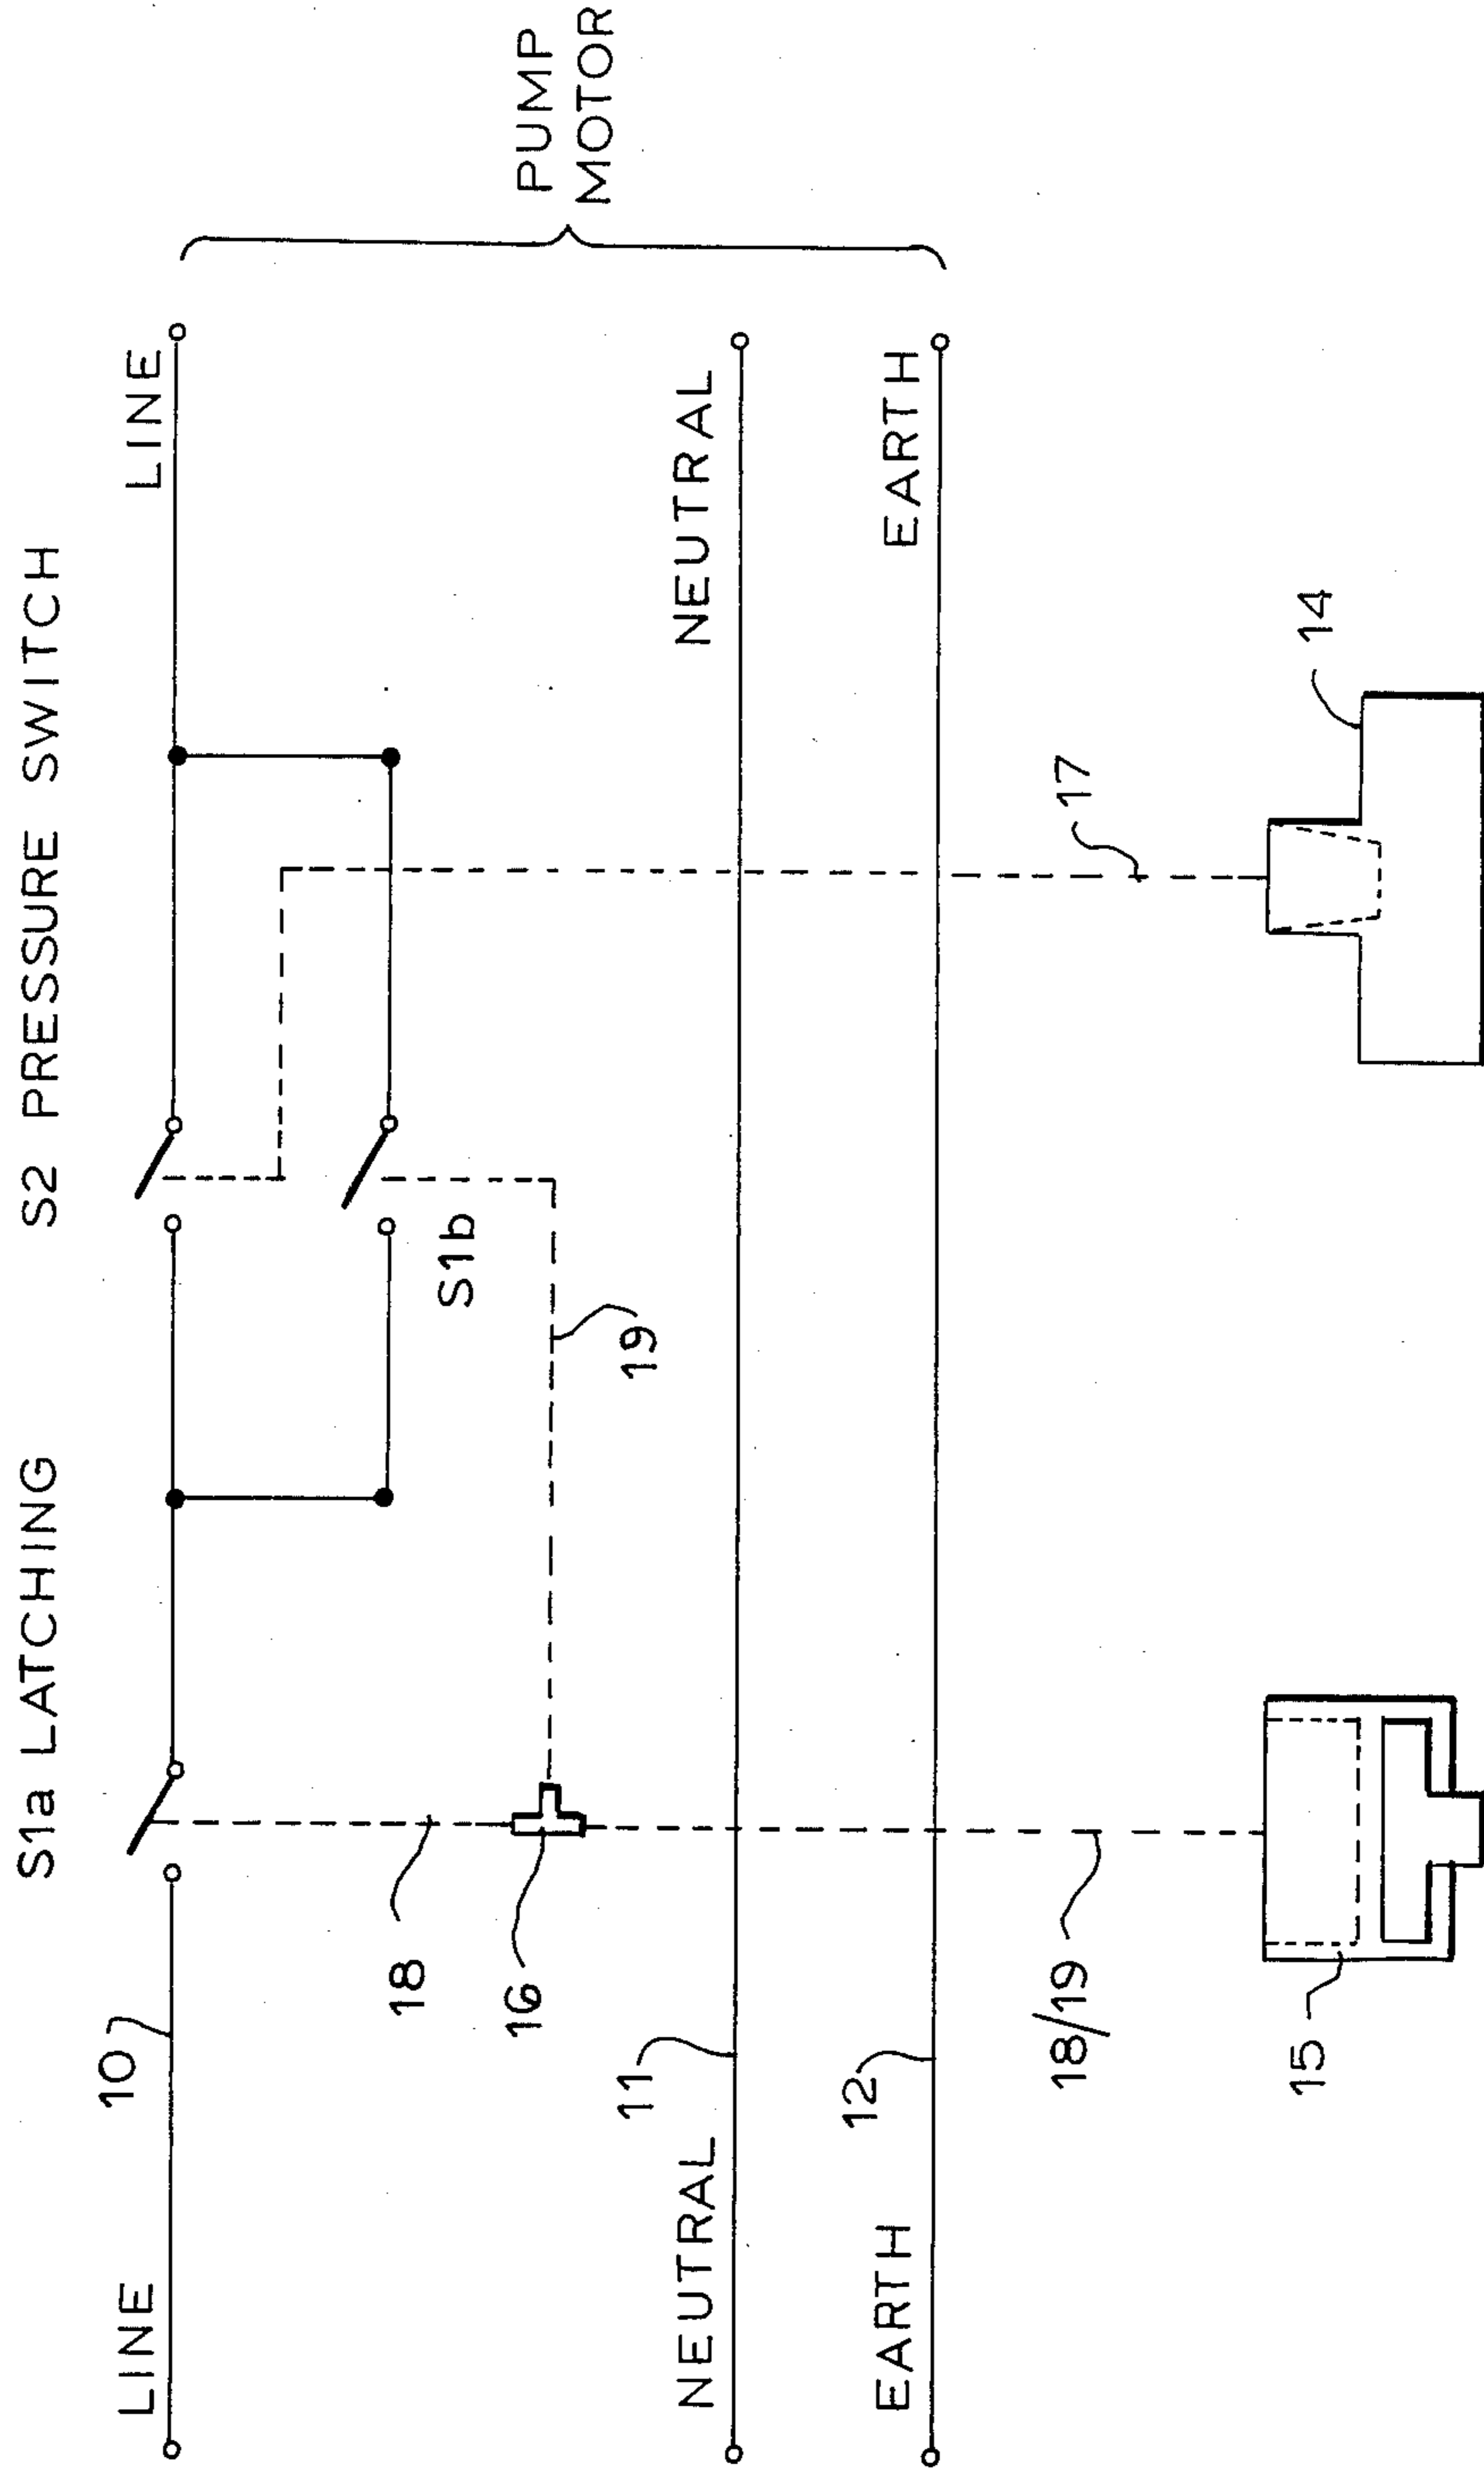 S1a LATCHING
S2 PRESSURE SWITCH
LINE
10
LINE
18
S1b
16
19
PUMP
MOTOR
NEUTRAL
11
NEUTRAL
EARTH
12
EARTH
18/19
17
15
14